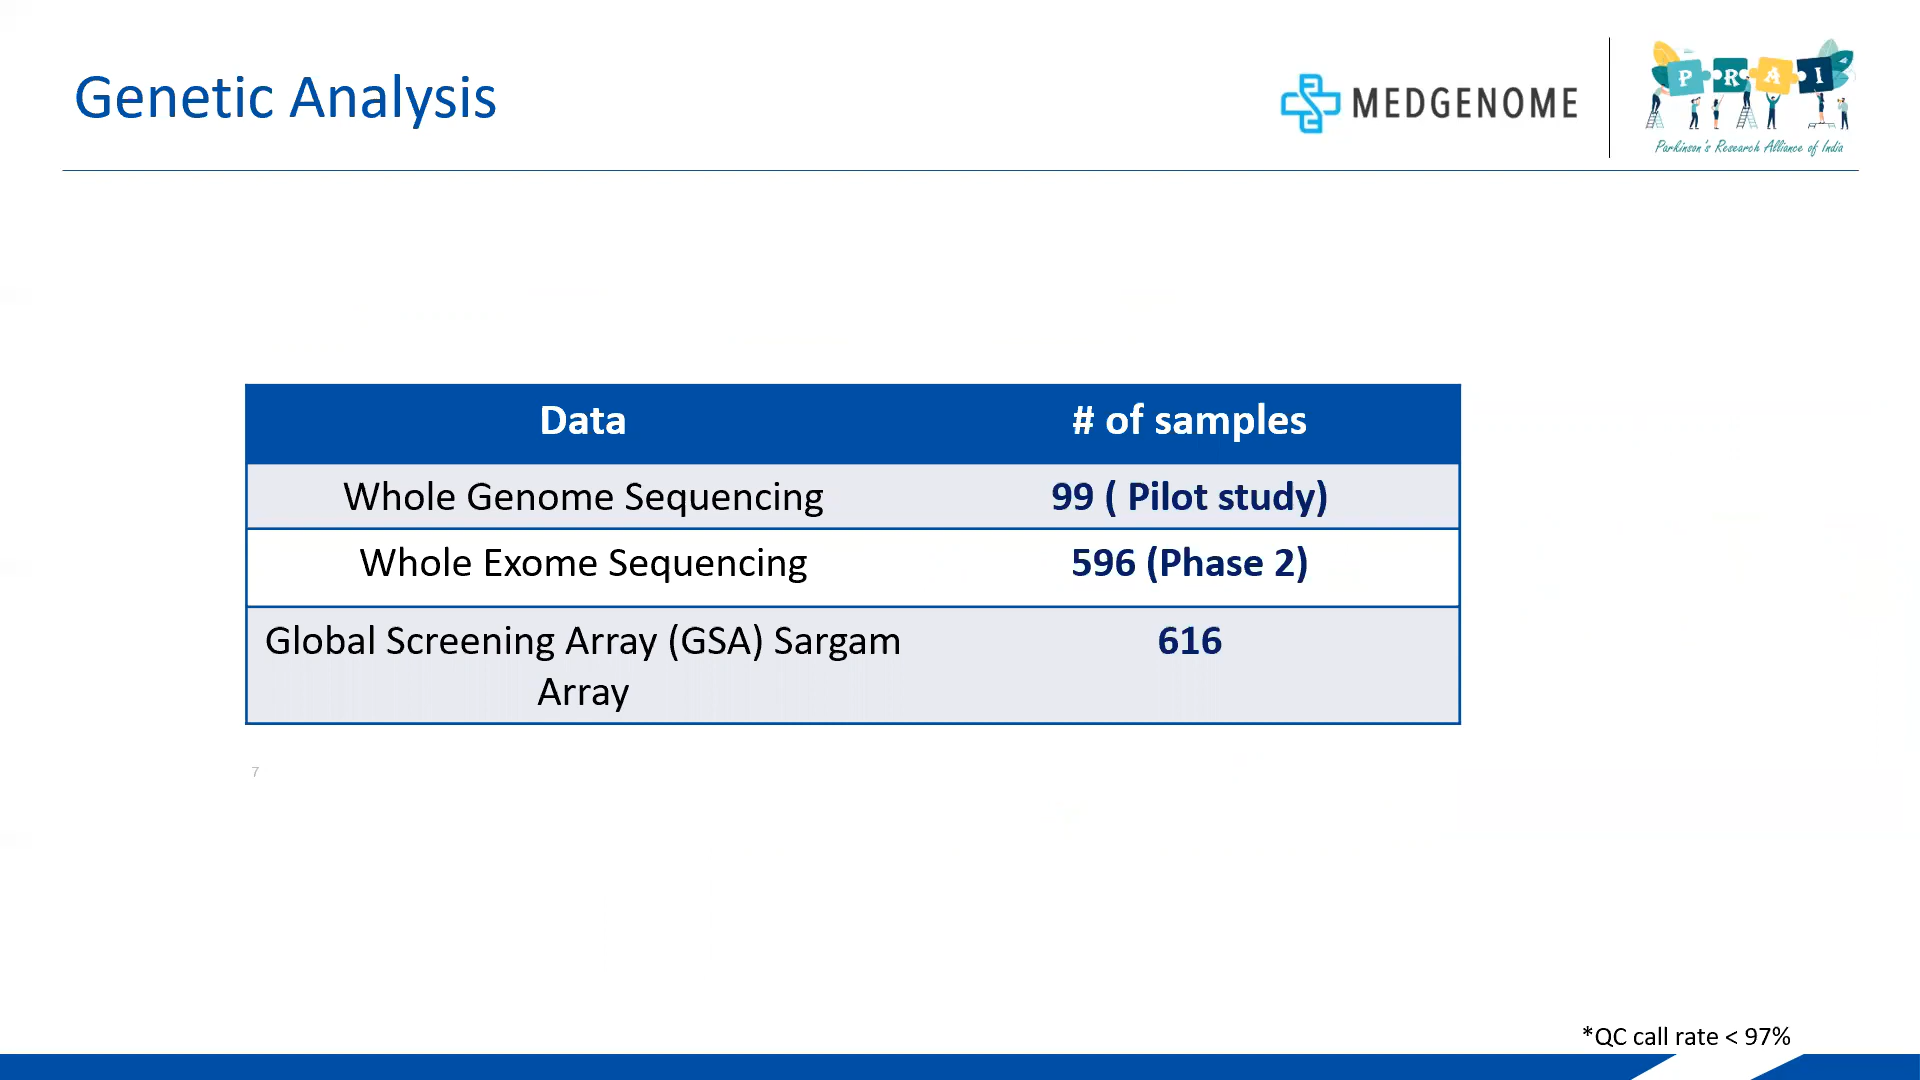 Genetic Analysis
MEDGENOME
P R A I
Parkinson's Research Alliance of India
Data # of samples
Whole Genome Sequencing 99 ( Pilot study)
Whole Exome Sequencing 596 (Phase 2)
Global Screening Array (GSA) Sargam 616
Array
7
*QC call rate < 97%